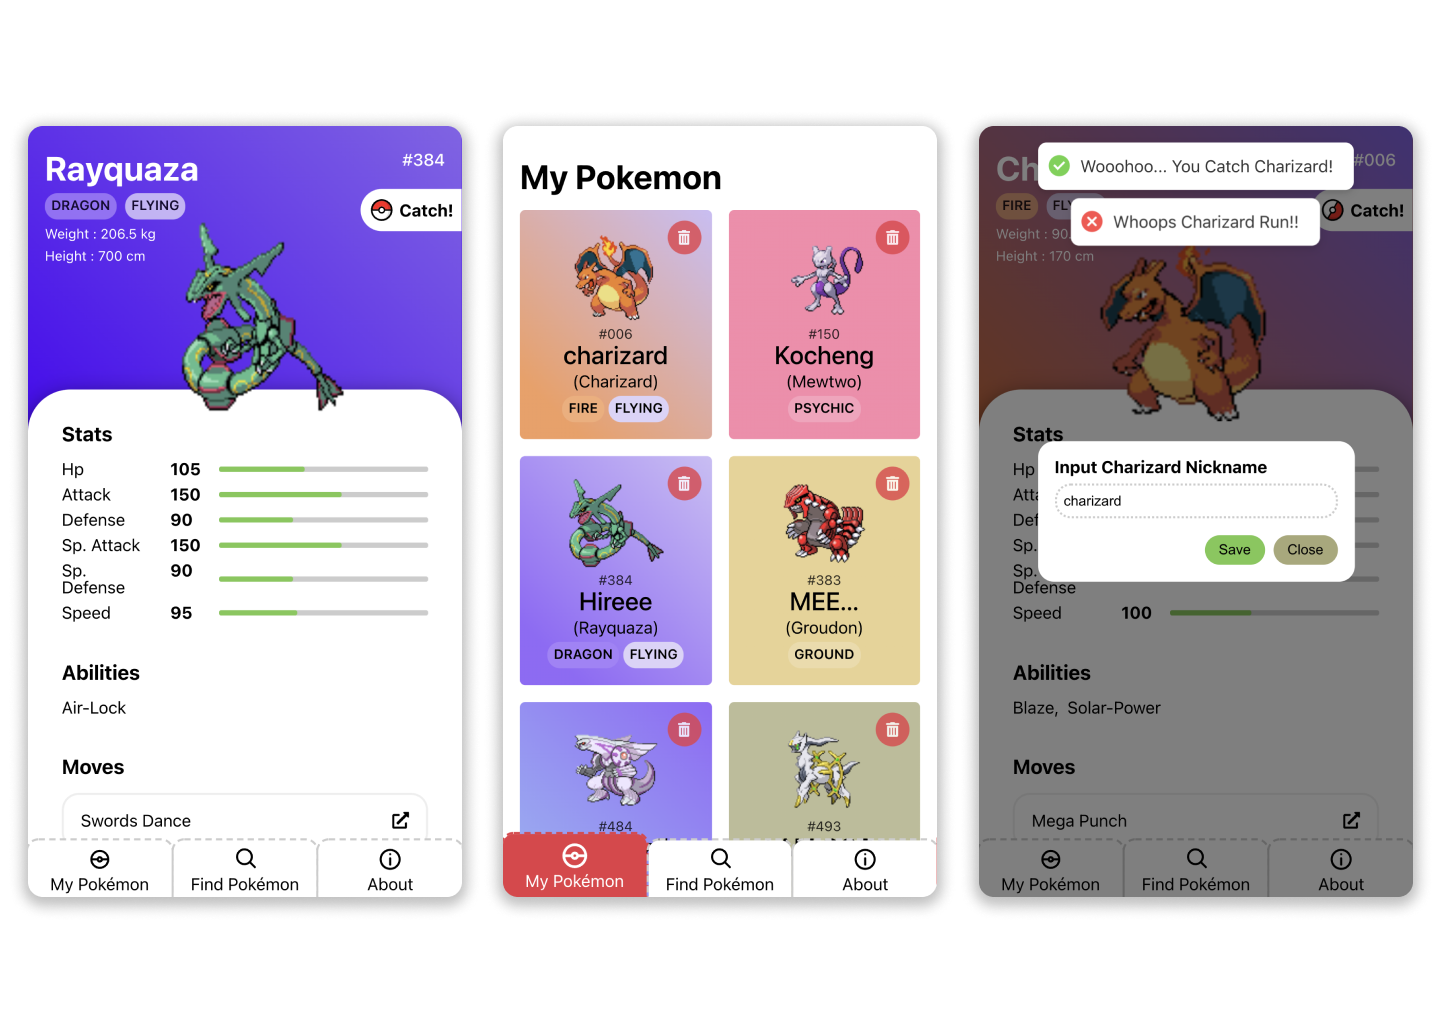 Rayquaza
#384
DRAGON FLYING
Catch!
Weight : 206.5 kg
Height : 700 cm
Stats
Hp 105
Attack 150
Defense 90
Sp. Attack 150
Sp. Defense 90
Speed 95
Abilities
Air-Lock
Moves
Swords Dance
My Pokémon Find Pokémon About
My Pokemon
#006
charizard
(Charizard)
FIRE FLYING
#150
Kocheng
(Mewtwo)
PSYCHIC
#384
Hireee
(Rayquaza)
DRAGON FLYING
#383
MEE...
(Groudon)
GROUND
#484
#493
My Pokémon Find Pokémon About
Ch
#006
Wooohoo... You Catch Charizard!
FIRE FLY
Catch!
Whoops Charizard Run!!
Weight : 90.
Height : 170 cm
Stats
Input Charizard Nickname
charizard
Save Close
Hp
Atta
Def
Sp.
Sp.
Defense
Speed 100
Abilities
Blaze, Solar-Power
Moves
Mega Punch
My Pokémon Find Pokémon About